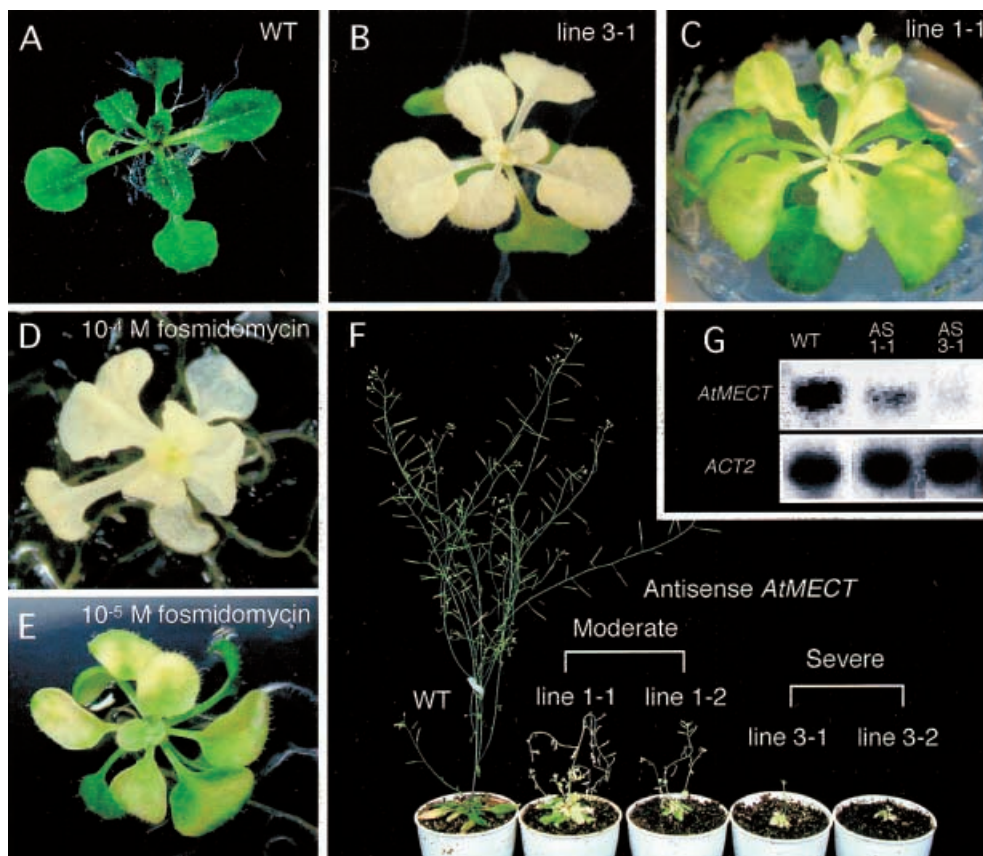 A
WT
B
line 3-1
C
line 1-1
D
10⁻⁴ M fosmidomycin
E
10⁻⁵ M fosmidomycin
F
Antisense AtMECT
Moderate
Severe
WT
line 1-1
line 1-2
line 3-1
line 3-2
G
WT
AS
1-1
AS
3-1
AtMECT
ACT2